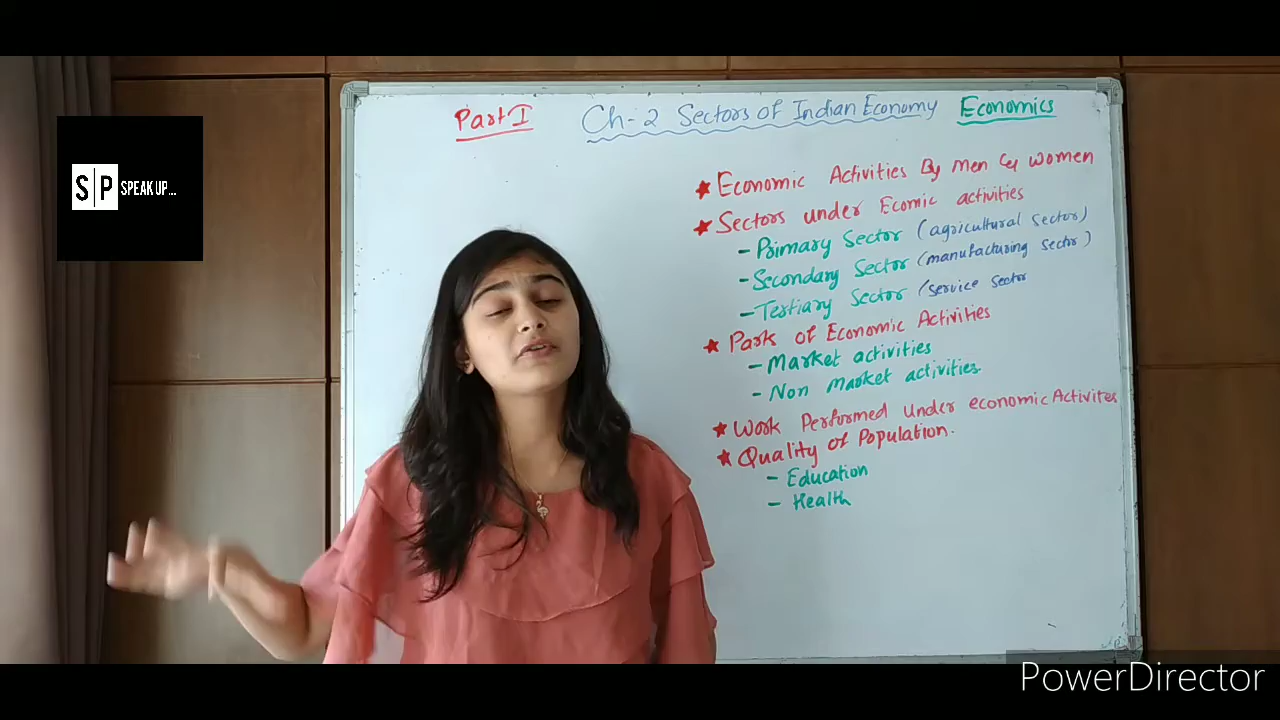 Part I Ch-2 Sectors of Indian Economy Economics
S|P SPEAK UP...
★ Economic Activities By Men & women
★ Sectors under Ecomic activities
- Primary Sector (agricultural sector)
- Secondary Sector (manufacturing sector)
- Tertiary Sector (service sector
★ Parts of Economic Activities
- Market activities
- Non Market activities
★ Work Performed under economic Activites
★ Quality of Population.
- Education
- Health
PowerDirector